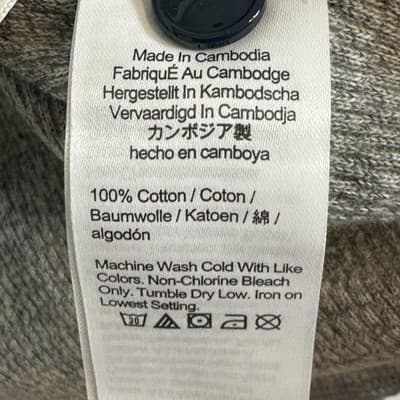 Made In Cambodia
FabriquÉ Au Cambodge
Hergestellt In Kambodscha
Vervaardigd In Cambodja
カンボジア製
hecho en camboya
100% Cotton / Coton /
Baumwolle / Katoen / 綿 /
algodón
Machine Wash Cold With Like
Colors. Non-Chlorine Bleach
Only. Tumble Dry Low. Iron on
Lowest Setting.
30